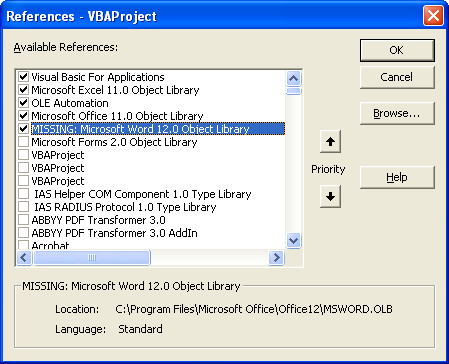 References - VBAProject
Available References:
OK
Visual Basic For Applications
Microsoft Excel 11.0 Object Library
OLE Automation
Microsoft Office 11.0 Object Library
MISSING: Microsoft Word 12.0 Object Library
Microsoft Forms 2.0 Object Library
VBAProject
VBAProject
VBAProject
IAS Helper COM Component 1.0 Type Library
IAS RADIUS Protocol 1.0 Type Library
ABBYY PDF Transformer 3.0
ABBYY PDF Transformer 3.0 AddIn
Acrobat
Cancel
Browse...
Priority
Help
MISSING: Microsoft Word 12.0 Object Library
Location: C:\Program Files\Microsoft Office\Office12\MSWORD.OLB
Language: Standard